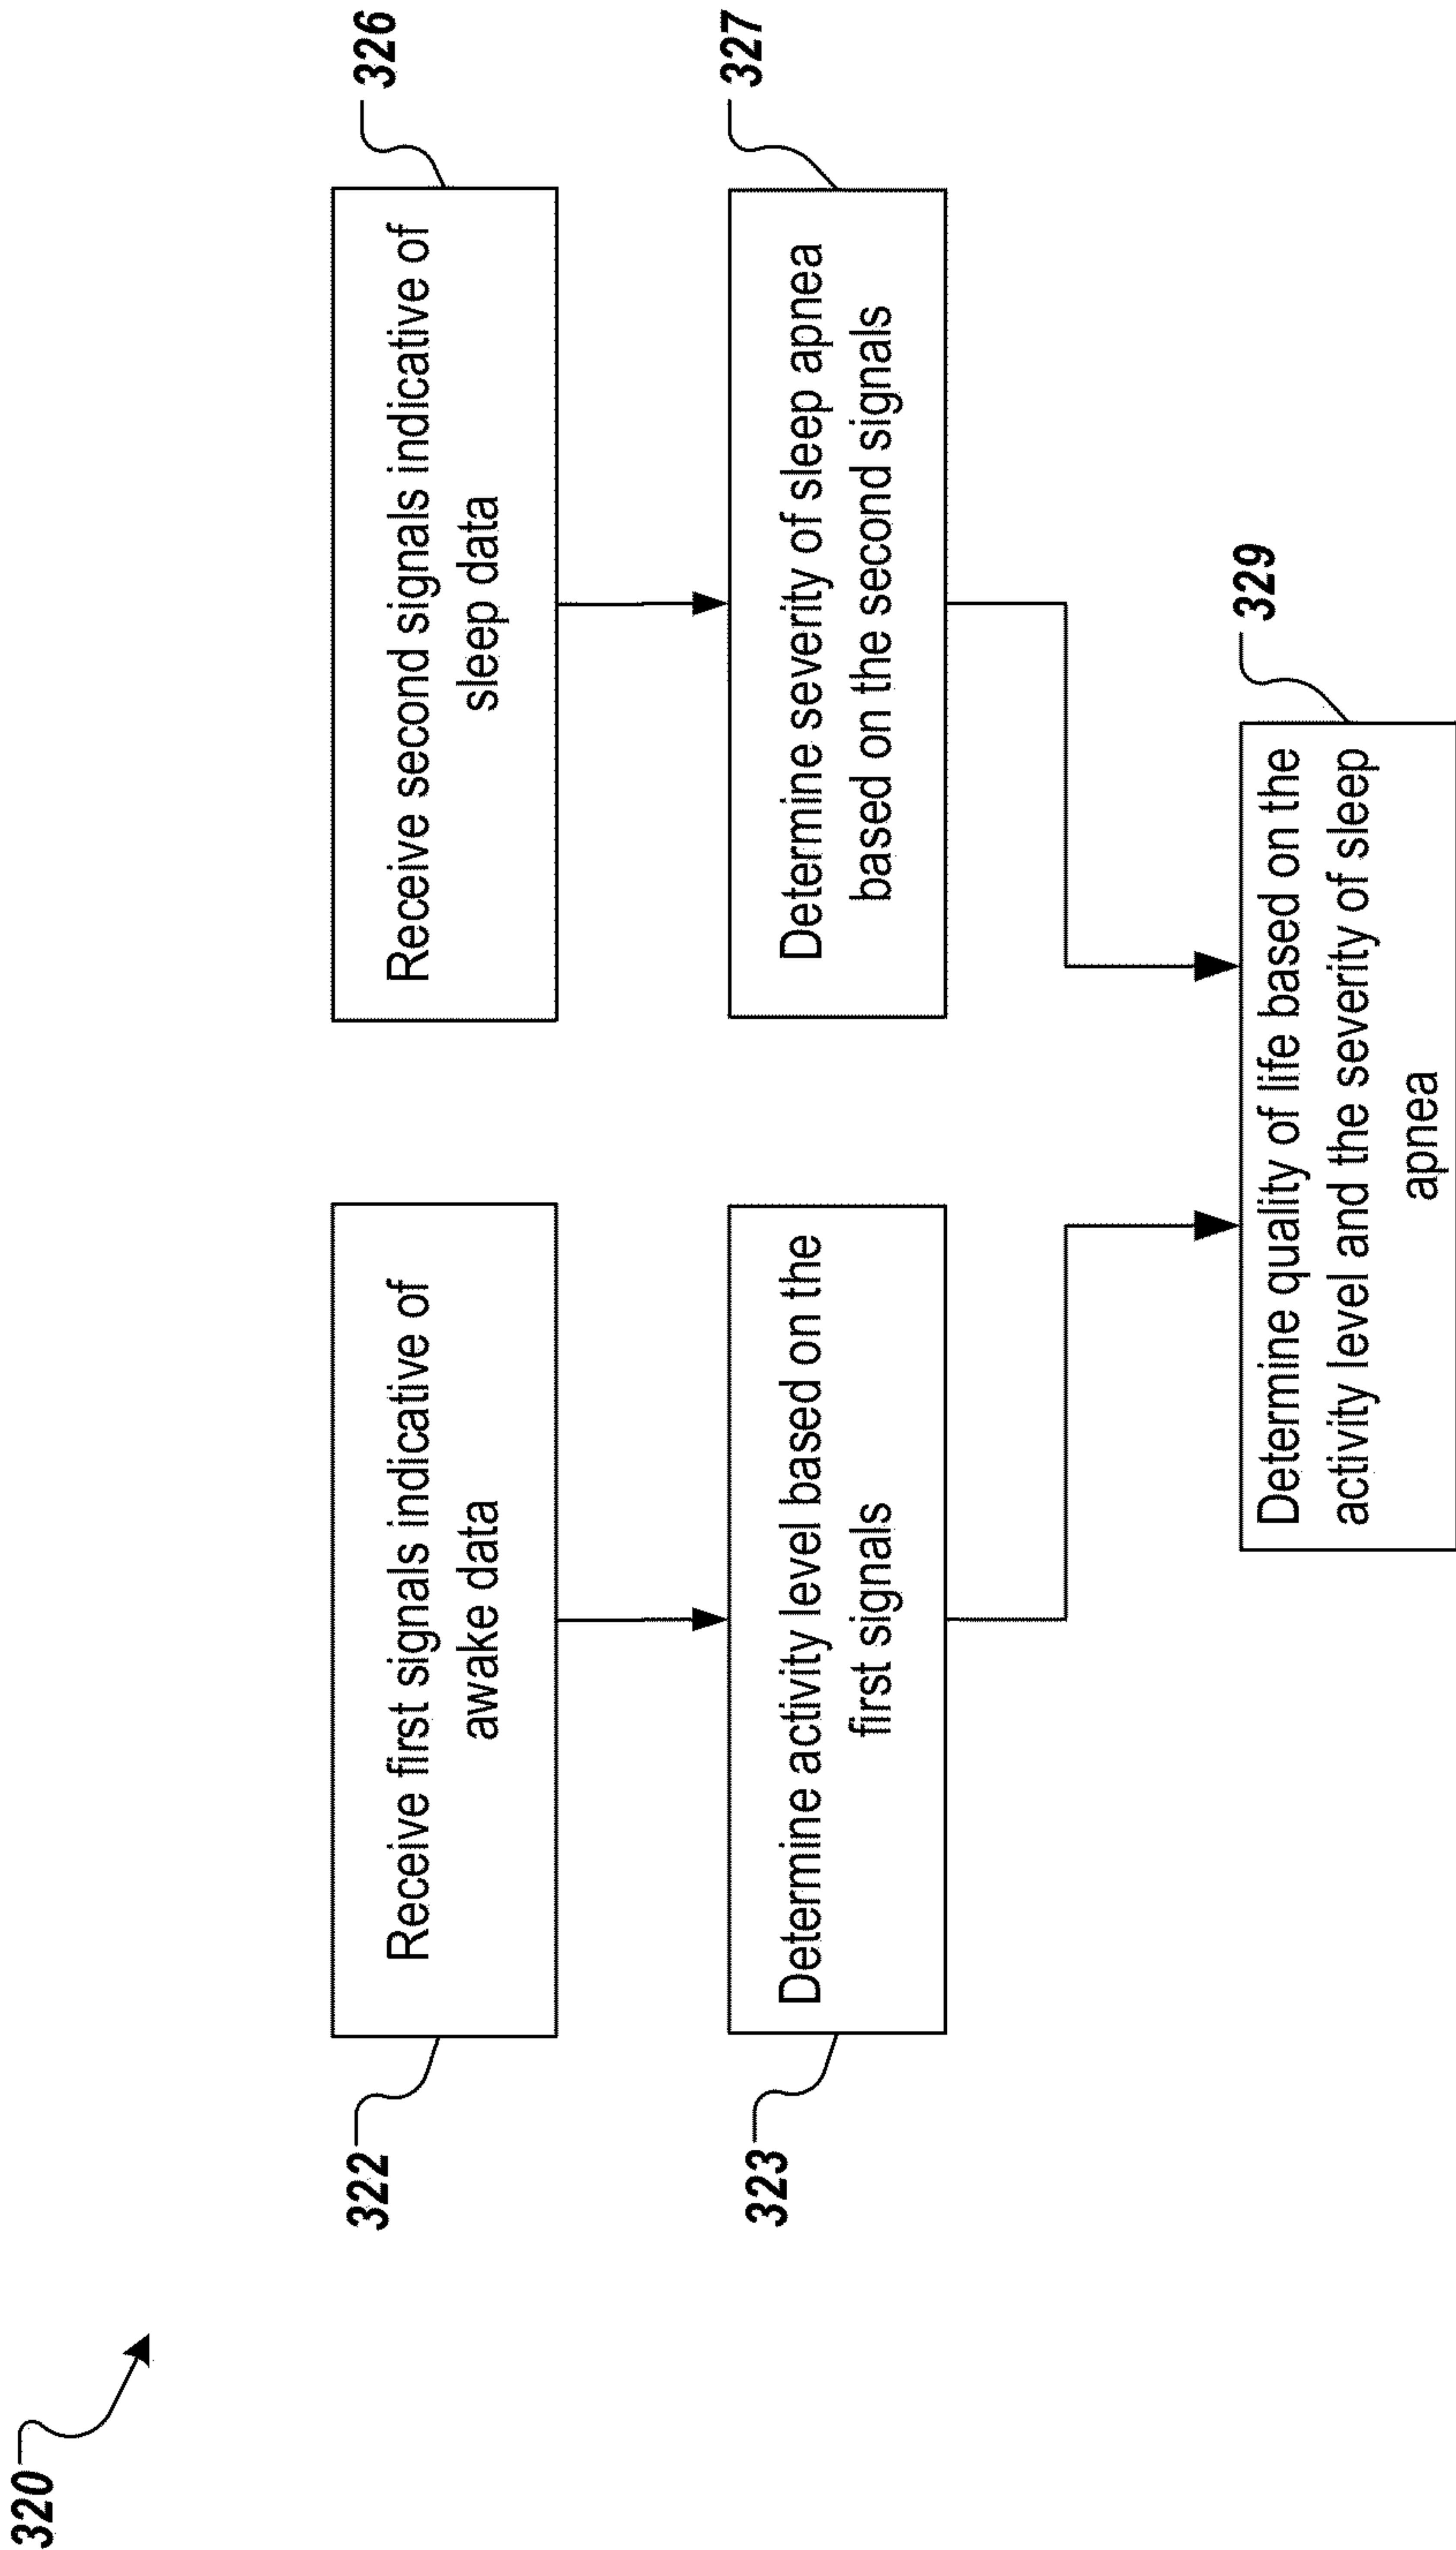 320
322
Receive first signals indicative of
awake data
326
Receive second signals indicative of
sleep data
323
Determine activity level based on the
first signals
327
Determine severity of sleep apnea
based on the second signals
329
Determine quality of life based on the
activity level and the severity of sleep
apnea